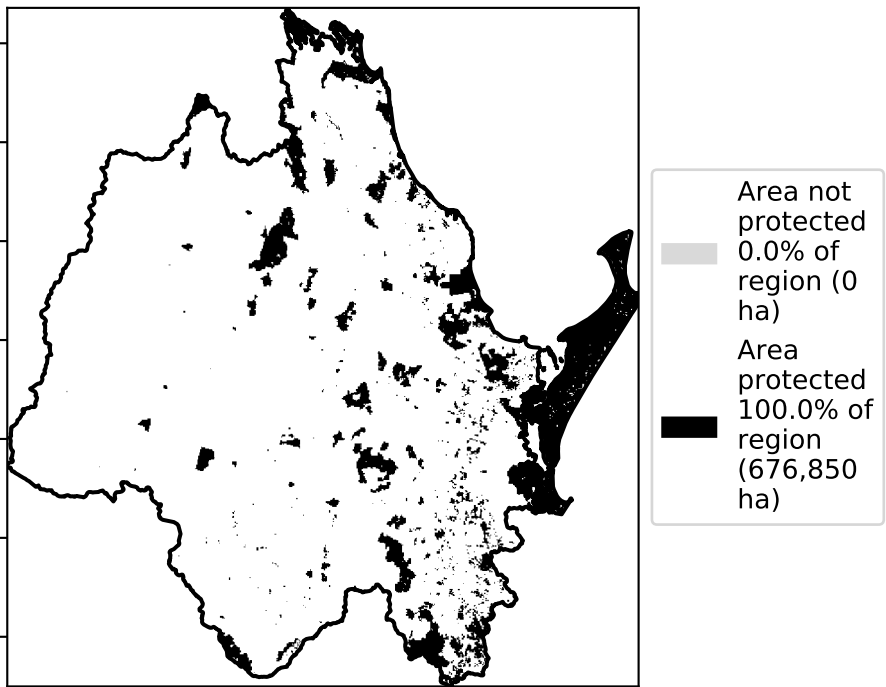 Area not
protected
0.0% of
region (0
ha)
Area
protected
100.0% of
region
(676,850
ha)